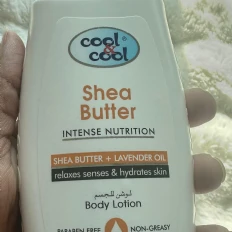 cool &
cool
Shea
Butter
INTENSE NUTRITION
SHEA BUTTER + LAVENDER OIL
relaxes senses & hydrates skin
لوشن للجسم
Body Lotion
PARABEN FREE
NON-GREASY